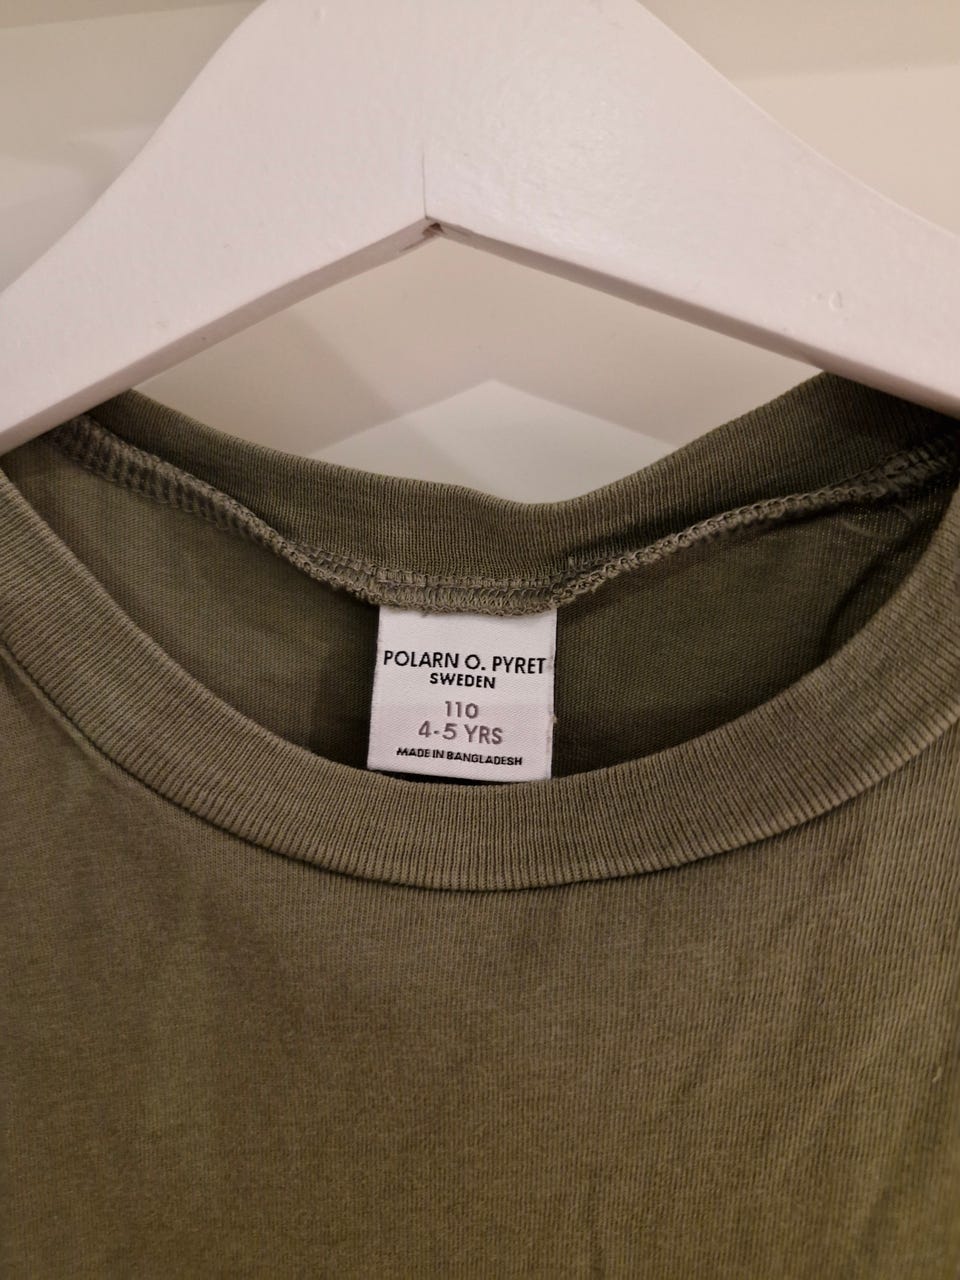 POLARN O. PYRET
SWEDEN
110
4-5 YRS
MADE IN BANGLADESH